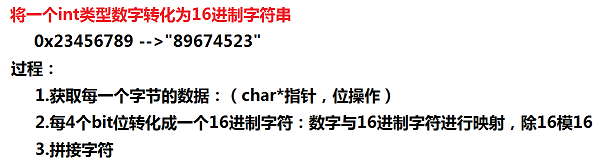 将一个int类型数字转化为16进制字符串
0x23456789 -->"89674523"
过程：
1.获取每一个字节的数据：（char*指针，位操作）
2.每4个bit位转化成一个16进制字符：数字与16进制字符进行映射，除16模16
3.拼接字符